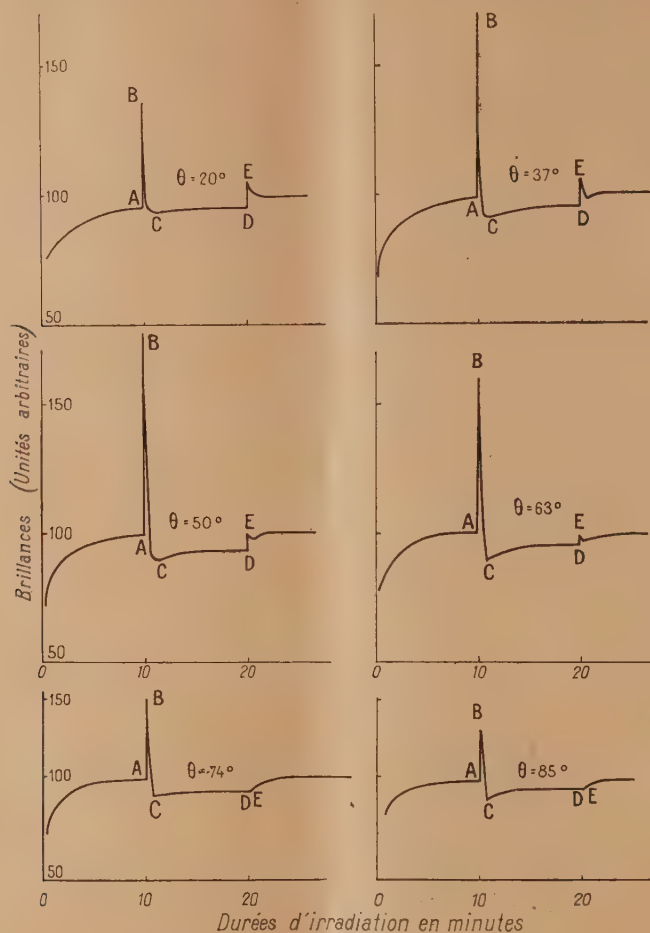 150
100
50
B
A
C
θ=20°
E
D
B
A
C
θ=37°
E
D
150
100
50
B
A
C
θ=50°
E
D
0
10
20
B
A
C
θ=63°
E
D
0
10
20
150
100
50
B
A
C
θ=74°
D E
0
10
20
B
A
C
θ=85°
D E
0
10
20
Brillances (Unités arbitraires)
Durées d'irradiation en minutes